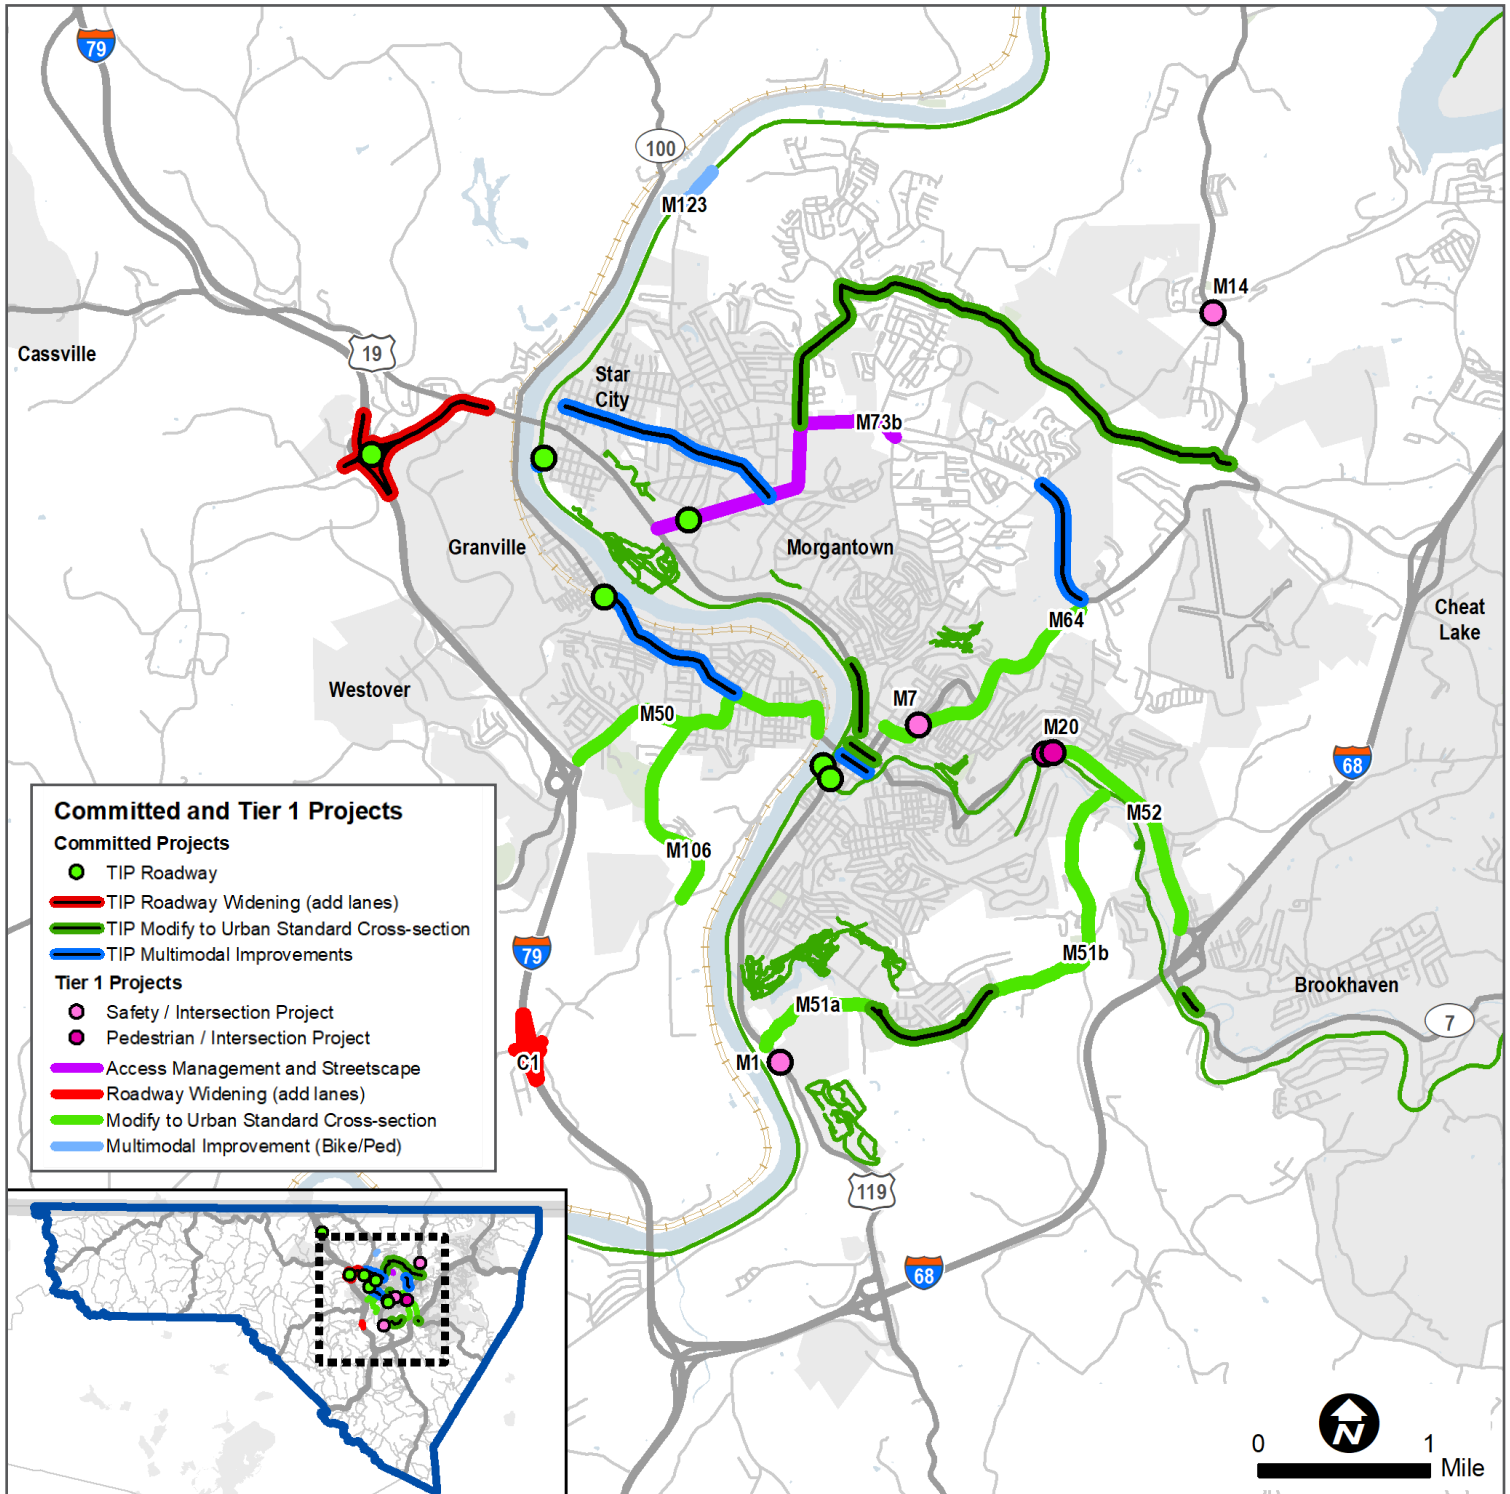 79
100
M123
M14
Cassville
19
Star
City
M73b
Granville
Morgantown
Cheat
Lake
M64
Westover
M7
M50
M20
68
M52
M106
Committed and Tier 1 Projects
Committed Projects
TIP Roadway
TIP Roadway Widening (add lanes)
TIP Modify to Urban Standard Cross-section
TIP Multimodal Improvements
Tier 1 Projects
Safety / Intersection Project
Pedestrian / Intersection Project
Access Management and Streetscape
Roadway Widening (add lanes)
Modify to Urban Standard Cross-section
Multimodal Improvement (Bike/Ped)
79
M51b
Brookhaven
M51a
7
C1
M1
119
68
N
0 1
Mile